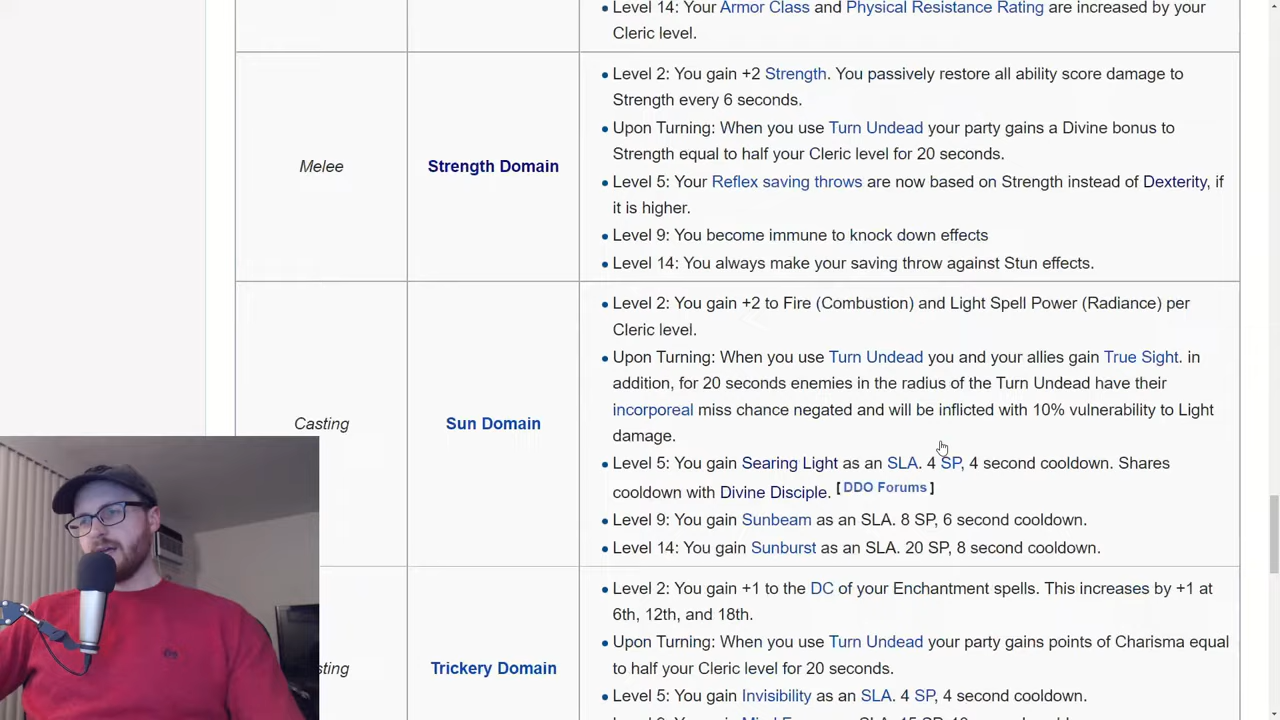 Level 14: Your Armor Class and Physical Resistance Rating are increased by your
Cleric level.
Melee
Strength Domain
Level 2: You gain +2 Strength. You passively restore all ability score damage to
Strength every 6 seconds.
Upon Turning: When you use Turn Undead your party gains a Divine bonus to
Strength equal to half your Cleric level for 20 seconds.
Level 5: Your Reflex saving throws are now based on Strength instead of Dexterity, if
it is higher.
Level 9: You become immune to knock down effects
Level 14: You always make your saving throw against Stun effects.
Casting
Sun Domain
Level 2: You gain +2 to Fire (Combustion) and Light Spell Power (Radiance) per
Cleric level.
Upon Turning: When you use Turn Undead you and your allies gain True Sight. in
addition, for 20 seconds enemies in the radius of the Turn Undead have their
incorporeal miss chance negated and will be inflicted with 10% vulnerability to Light
damage.
Level 5: You gain Searing Light as an SLA. 4 SP, 4 second cooldown. Shares
cooldown with Divine Disciple. [DDO Forums]
Level 9: You gain Sunbeam as an SLA. 8 SP, 6 second cooldown.
Level 14: You gain Sunburst as an SLA. 20 SP, 8 second cooldown.
Trickery Domain
Level 2: You gain +1 to the DC of your Enchantment spells. This increases by +1 at
6th, 12th, and 18th.
Upon Turning: When you use Turn Undead your party gains points of Charisma equal
to half your Cleric level for 20 seconds.
Level 5: You gain Invisibility as an SLA. 4 SP, 4 second cooldown.